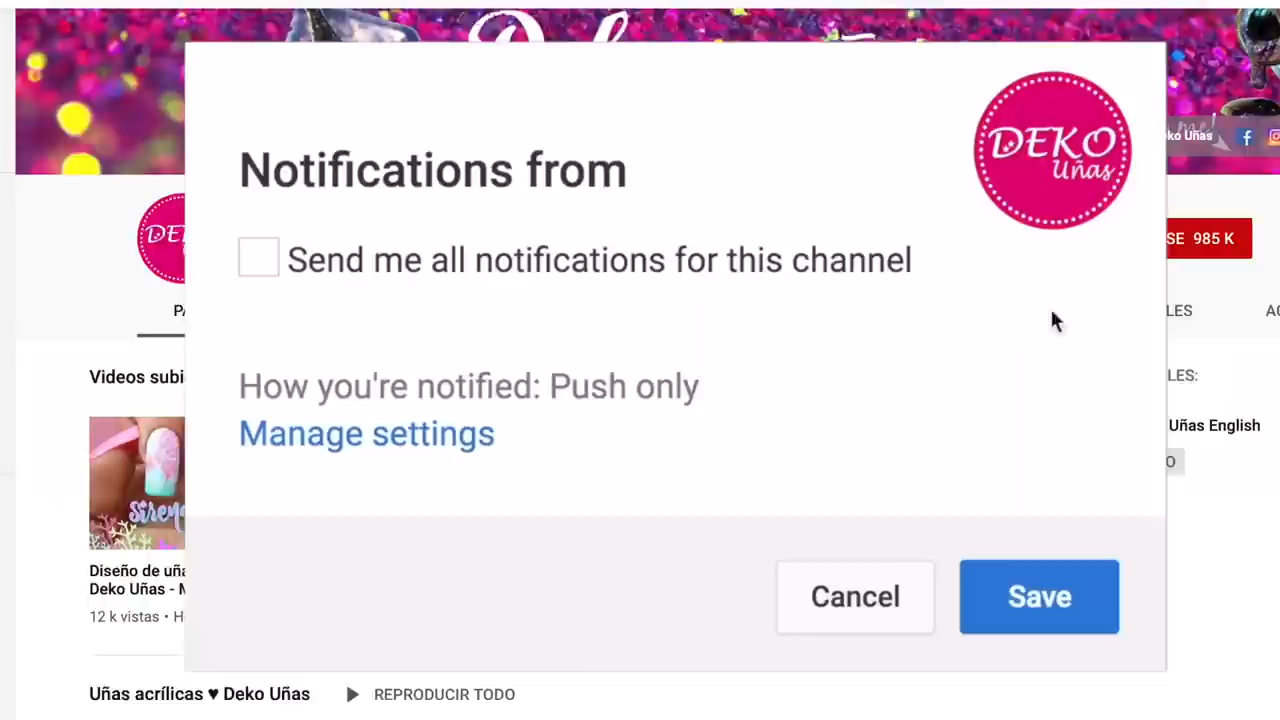 DEKO
Uñas
Notifications from
ko Uñas
SE 985 K
Send me all notifications for this channel
LES
Videos subi
LES:
How you're notified: Push only
Manage settings
Uñas English
Diseño de uña
Deko Uñas - M
12 k vistas • H
Cancel
Save
Uñas acrílicas ♥ Deko Uñas
REPRODUCIR TODO